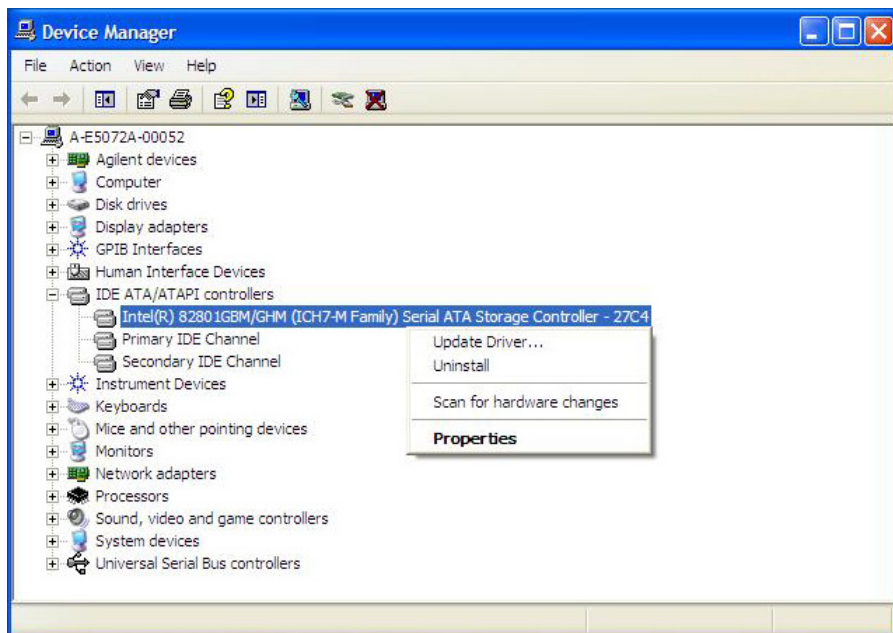 Device Manager
File Action View Help
A-E5072A-00052
Agilent devices
Computer
Disk drives
Display adapters
GPIB Interfaces
Human Interface Devices
IDE ATA/ATAPI controllers
Intel(R) 82801GBM/GHM (ICH7-M Family) Serial ATA Storage Controller - 27C4
Primary IDE Channel
Secondary IDE Channel
Instrument Devices
Keyboards
Mice and other pointing devices
Monitors
Network adapters
Processors
Sound, video and game controllers
System devices
Universal Serial Bus controllers
Update Driver...
Uninstall
Scan for hardware changes
Properties